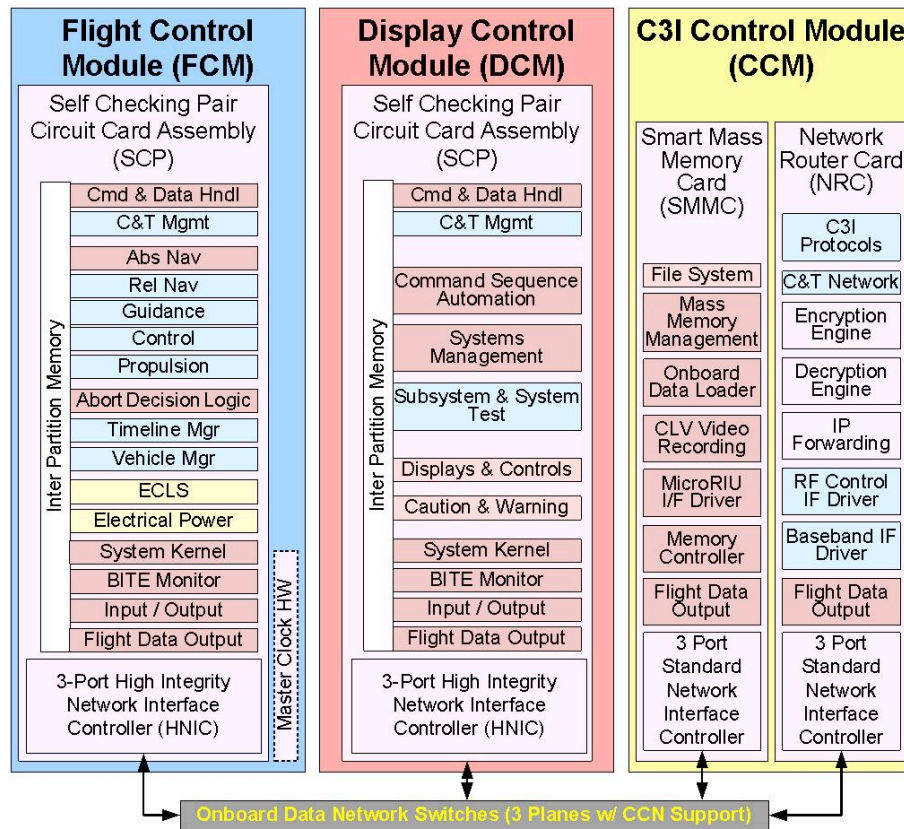 Flight Control
Module (FCM)
Self Checking Pair
Circuit Card Assembly
(SCP)
Inter Partition Memory
Cmd & Data Hndl
C&T Mgmt
Abs Nav
Rel Nav
Guidance
Control
Propulsion
Abort Decision Logic
Timeline Mgr
Vehicle Mgr
ECLS
Electrical Power
System Kernel
BITE Monitor
Input / Output
Flight Data Output
3-Port High Integrity
Network Interface
Controller (HNIC)
Master Clock HW
Display Control
Module (DCM)
Self Checking Pair
Circuit Card Assembly
(SCP)
Inter Partition Memory
Cmd & Data Hndl
C&T Mgmt
Command Sequence
Automation
Systems
Management
Subsystem & System
Test
Displays & Controls
Caution & Warning
System Kernel
BITE Monitor
Input / Output
Flight Data Output
3-Port High Integrity
Network Interface
Controller (HNIC)
C3I Control Module
(CCM)
Smart Mass
Memory
Card
(SMMC)
File System
Mass
Memory
Management
Onboard
Data Loader
CLV Video
Recording
MicroRIU
I/F Driver
Memory
Controller
Flight Data
Output
3 Port
Standard
Network
Interface
Controller
Network
Router Card
(NRC)
C3I
Protocols
C&T Network
Encryption
Engine
Decryption
Engine
IP
Forwarding
RF Control
IF Driver
Baseband IF
Driver
Flight Data
Output
3 Port
Standard
Network
Interface
Controller
Onboard Data Network Switches (3 Planes w/ CCN Support)